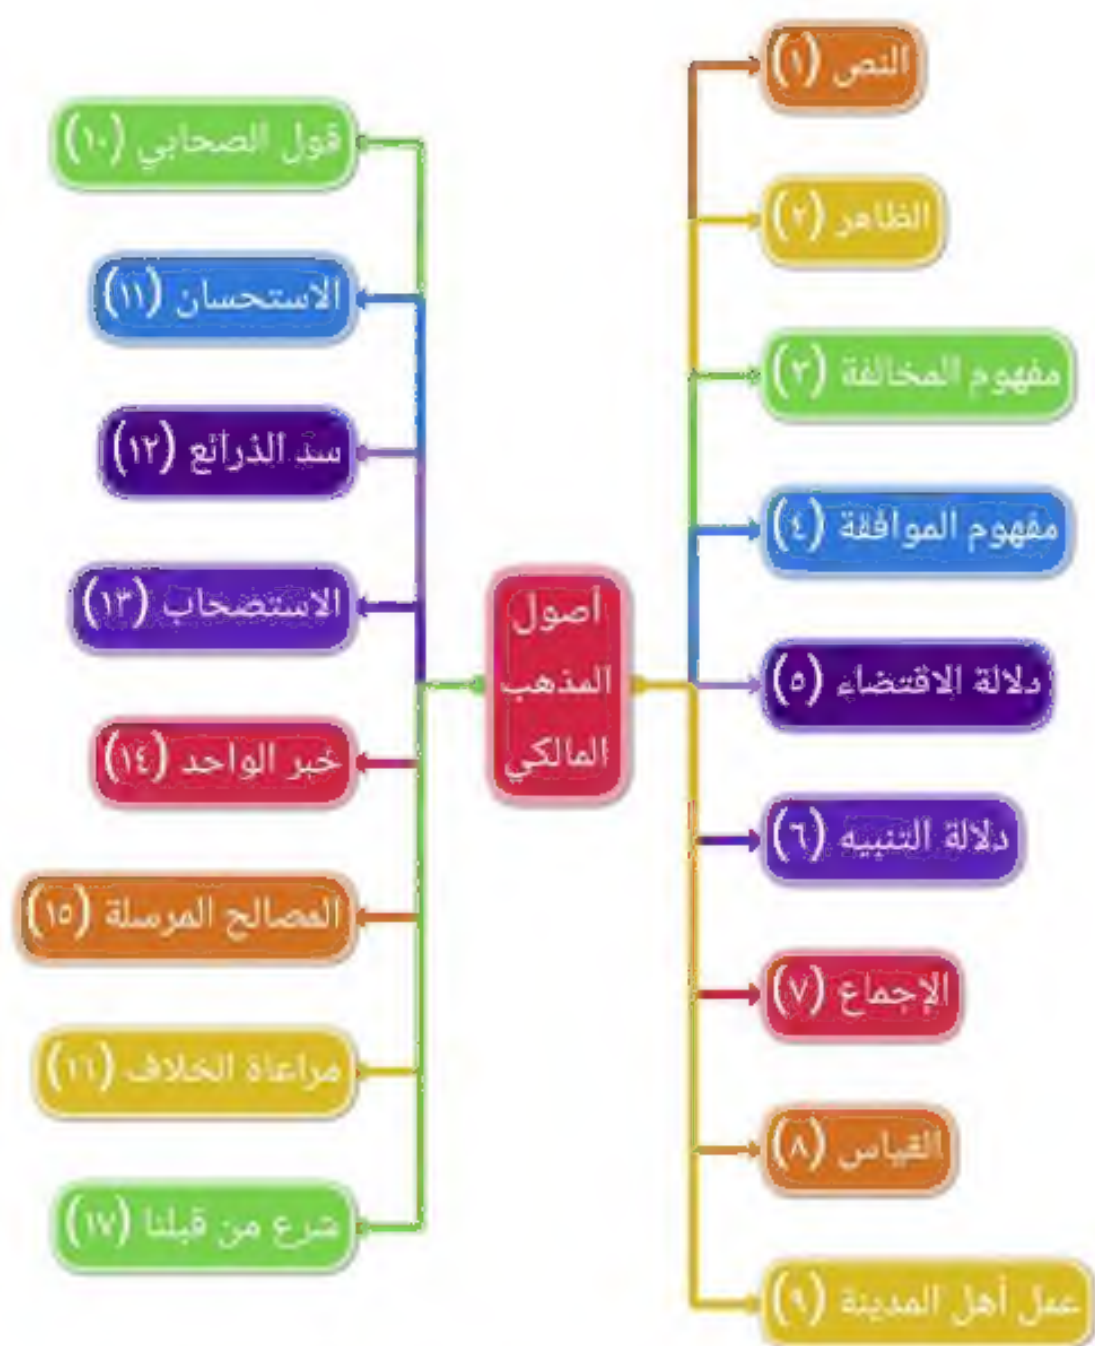 أصول
المذهب
المالكي
النص (١)
الظاهر (٢)
مفهوم المخالفة (٣)
مفهوم الموافقة (٤)
دلالة الاقتضاء (٥)
دلالة التنبيه (٦)
الإجماع (٧)
القياس (٨)
عمل أهل المدينة (٩)
قول الصحابي (١٠)
الاستحسان (١١)
سد الذرائع (١٢)
الاستصحاب (١٣)
خبر الواحد (١٤)
المصالح المرسلة (١٥)
مراعاة الخلاف (١٦)
شرع من قبلنا (١٧)